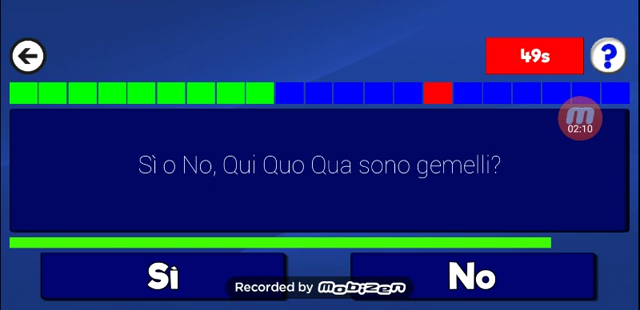 49s
?
m
02:10
Sì o No, Qui Quo Qua sono gemelli?
Sì
No
Recorded by mobizen